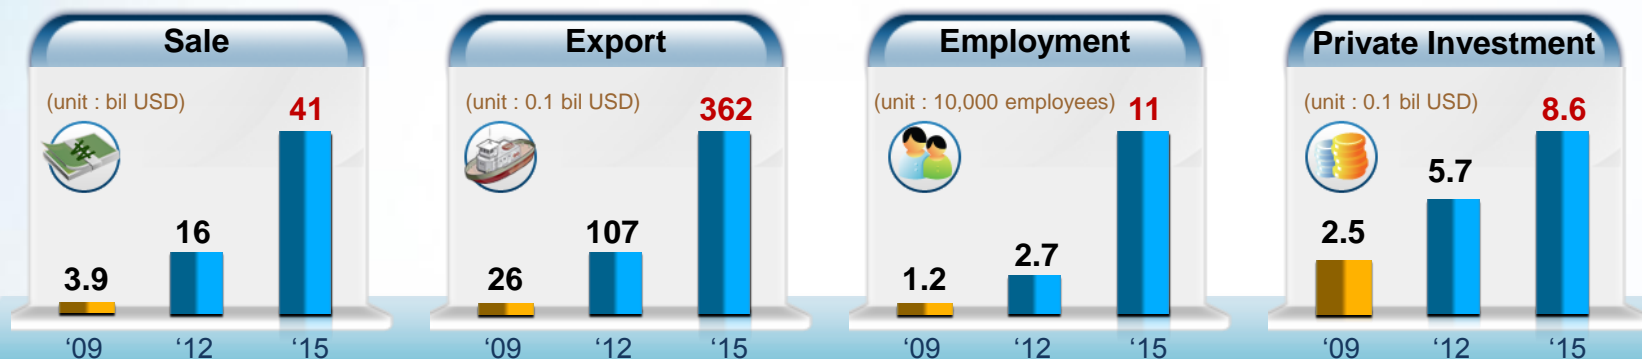 Sale
(unit : bil USD)
41
16
3.9
‘09 ‘12 ‘15
Export
(unit : 0.1 bil USD)
362
107
26
‘09 ‘12 ‘15
Employment
(unit : 10,000 employees)
11
2.7
1.2
‘09 ‘12 ‘15
Private Investment
(unit : 0.1 bil USD)
8.6
5.7
2.5
‘09 ‘12 ‘15